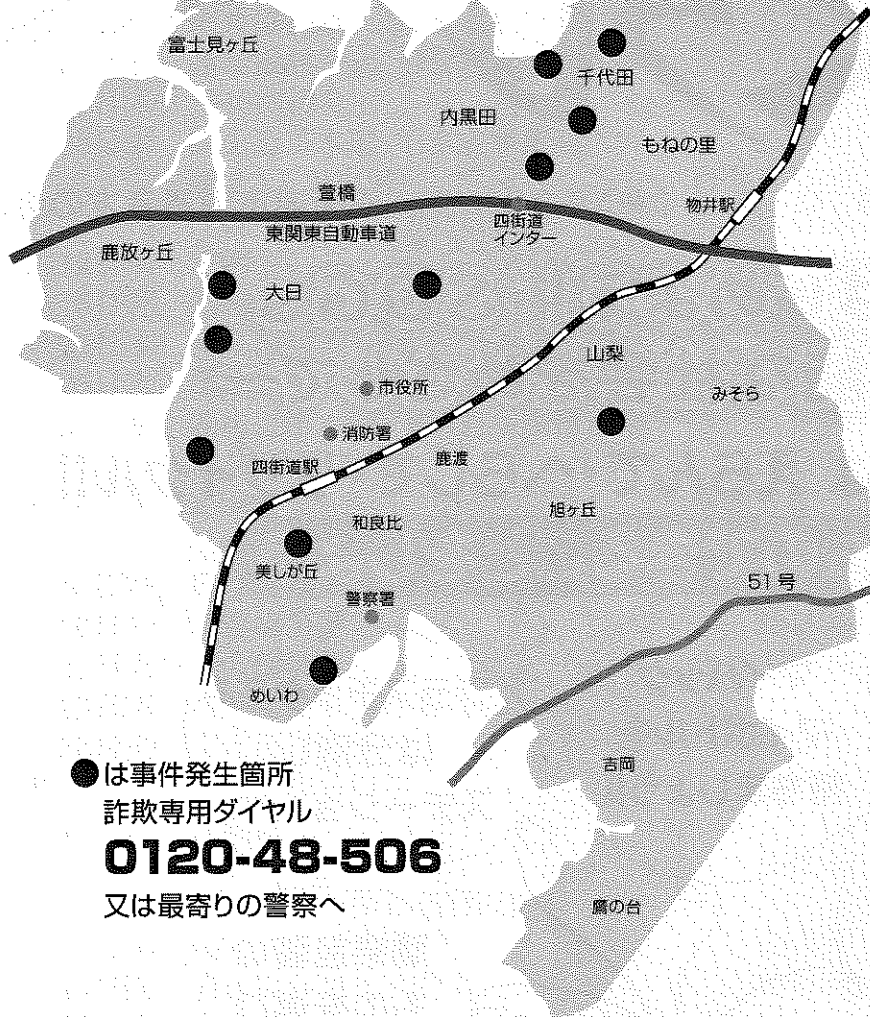 富士見ヶ丘
千代田
内黒田
もねの里
萱橋
物井駅
四街道
インター
東関東自動車道
鹿放ヶ丘
大日
山梨
市役所
みそら
消防署
鹿渡
四街道駅
旭ヶ丘
和良比
美しが丘
51号
警察署
めいわ
吉岡
●は事件発生箇所
詐欺専用ダイヤル
0120-48-506
又は最寄りの警察へ
鷹の台